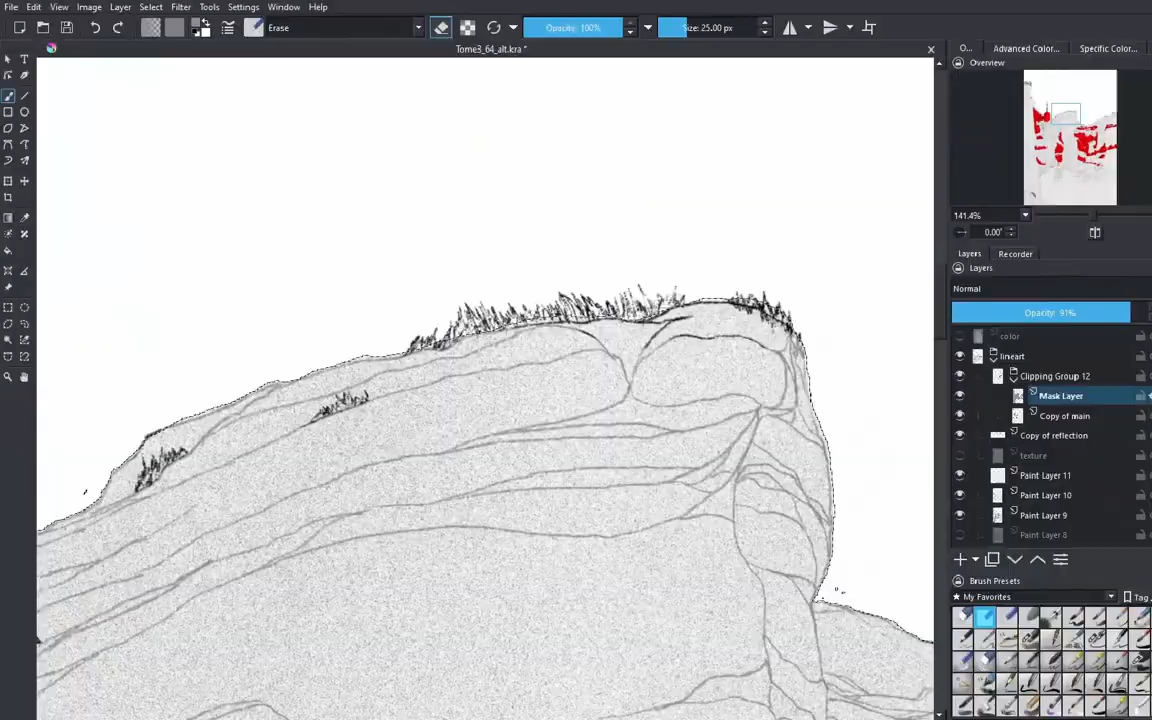 File Edit View Image Layer Select Filter Tools Settings Window Help
Erase
Opacity: 100%
Size: 25.00 px
Tome3_64_alt.kra *
O...
Advanced Color...
Specific Color...
Overview
141.4%
0.00°
Layers Recorder
Layers
Normal
Opacity: 91%
color
lineart
Clipping Group 12
Mask Layer
Copy of main
Copy of reflection
texture
Paint Layer 11
Paint Layer 10
Paint Layer 9
Paint Layer 8
Brush Presets
My Favorites
Tag